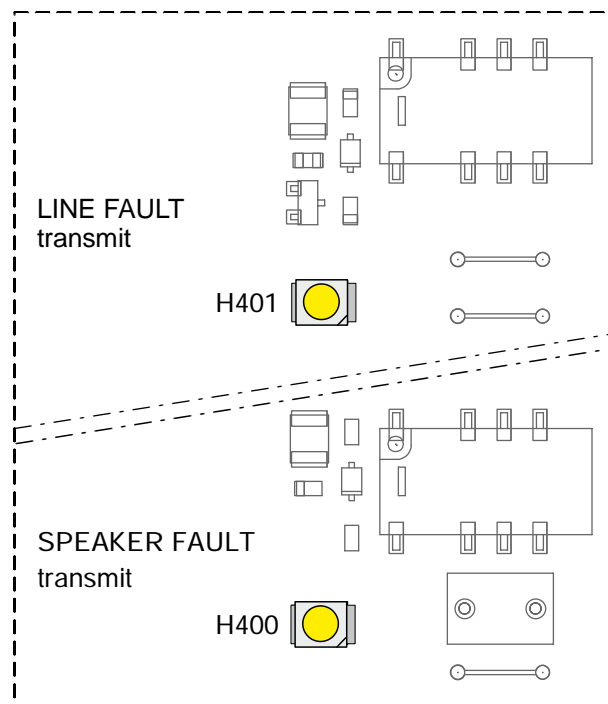 LINE FAULT
transmit
H401
SPEAKER FAULT
transmit
H400